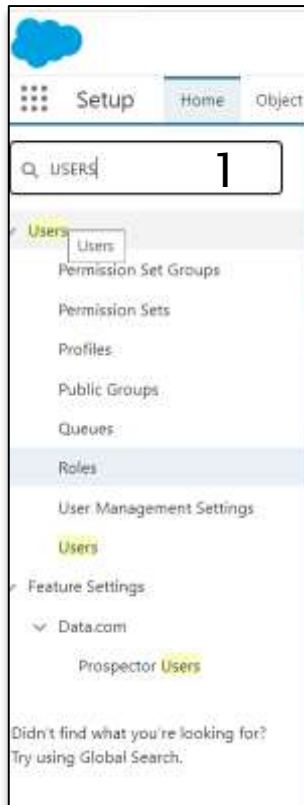 Setup Home Object
USERS 1
Users
Users
Permission Set Groups
Permission Sets
Profiles
Public Groups
Queues
Roles
User Management Settings
Users
Feature Settings
Data.com
Prospector Users
Didn't find what you're looking for?
Try using Global Search.